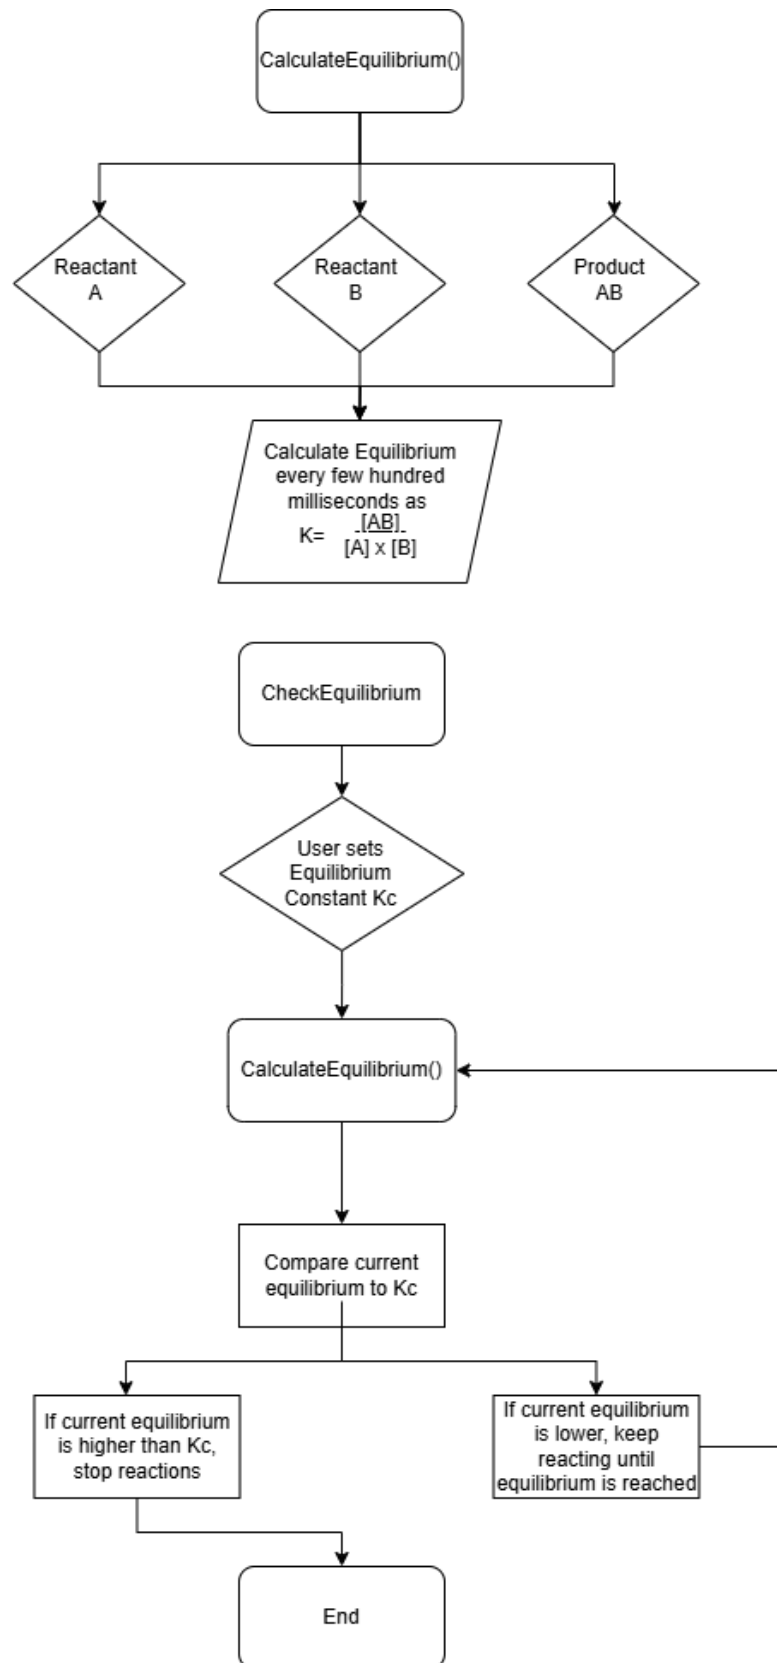 CalculateEquilibrium()
Reactant
A
Reactant
B
Product
AB
Calculate Equilibrium
every few hundred
milliseconds as
K= [AB]
[A] x [B]
CheckEquilibrium
User sets
Equilibrium
Constant Kc
CalculateEquilibrium()
Compare current
equilibrium to Kc
If current equilibrium
is higher than Kc,
stop reactions
If current equilibrium
is lower, keep
reacting until
equilibrium is reached
End